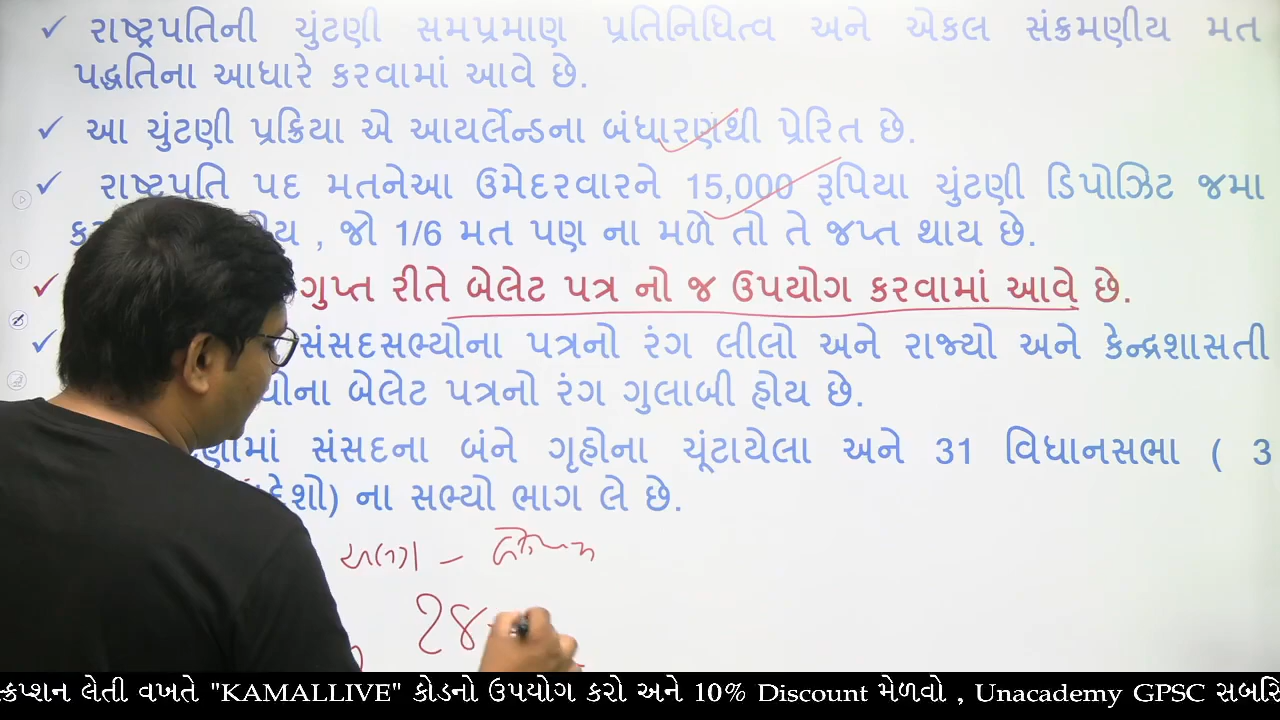 ✓ રાષ્ટ્રપતિની ચુંટણી સમપ્રમાણ પ્રતિનિધિત્વ અને એકલ સંક્રમણીય મત
પદ્ધતિના આધારે કરવામાં આવે છે.
✓ આ ચુંટણી પ્રક્રિયા એ આયર્લેન્ડના બંધારણથી પ્રેરિત છે.
✓ રાષ્ટ્રપતિ પદ મતનેઆ ઉમેદરવારને 15,000 રૂપિયા ચુંટણી ડિપોઝિટ જમા
, જો 1/6 મત પણ ના મળે તો તે જપ્ત થાય છે.
✓ ગુપ્ત રીતે બેલેટ પત્ર નો જ ઉપયોગ કરવામાં આવે છે.
✓ સંસદસભ્યોના પત્રનો રંગ લીલો અને રાજ્યો અને કેન્દ્રશાસતી
બેલેટ પત્રનો રંગ ગુલાબી હોય છે.
સંસદના બંને ગૃહોના ચૂંટાયેલા અને 31 વિધાનસભા ( 3
ના સભ્યો ભાગ લે છે.
28
લેતી વખતે "KAMALLIVE" કોડનો ઉપયોગ કરો અને 10% Discount મેળવો , Unacademy GPSC